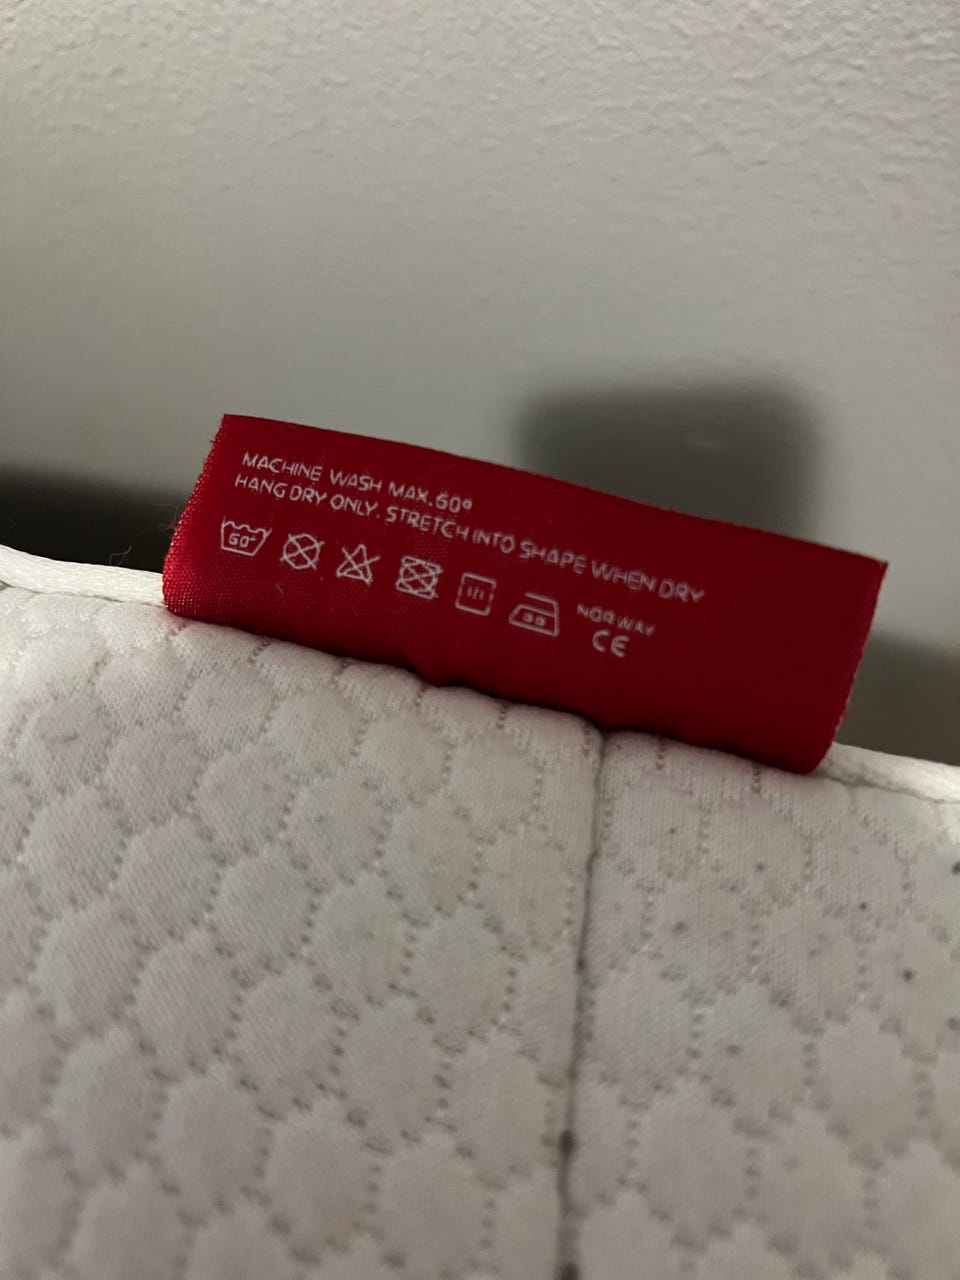 MACHINE WASH MAX.60°
HANG DRY ONLY. STRETCH INTO SHAPE WHEN DRY
60°
NORWAY
CE